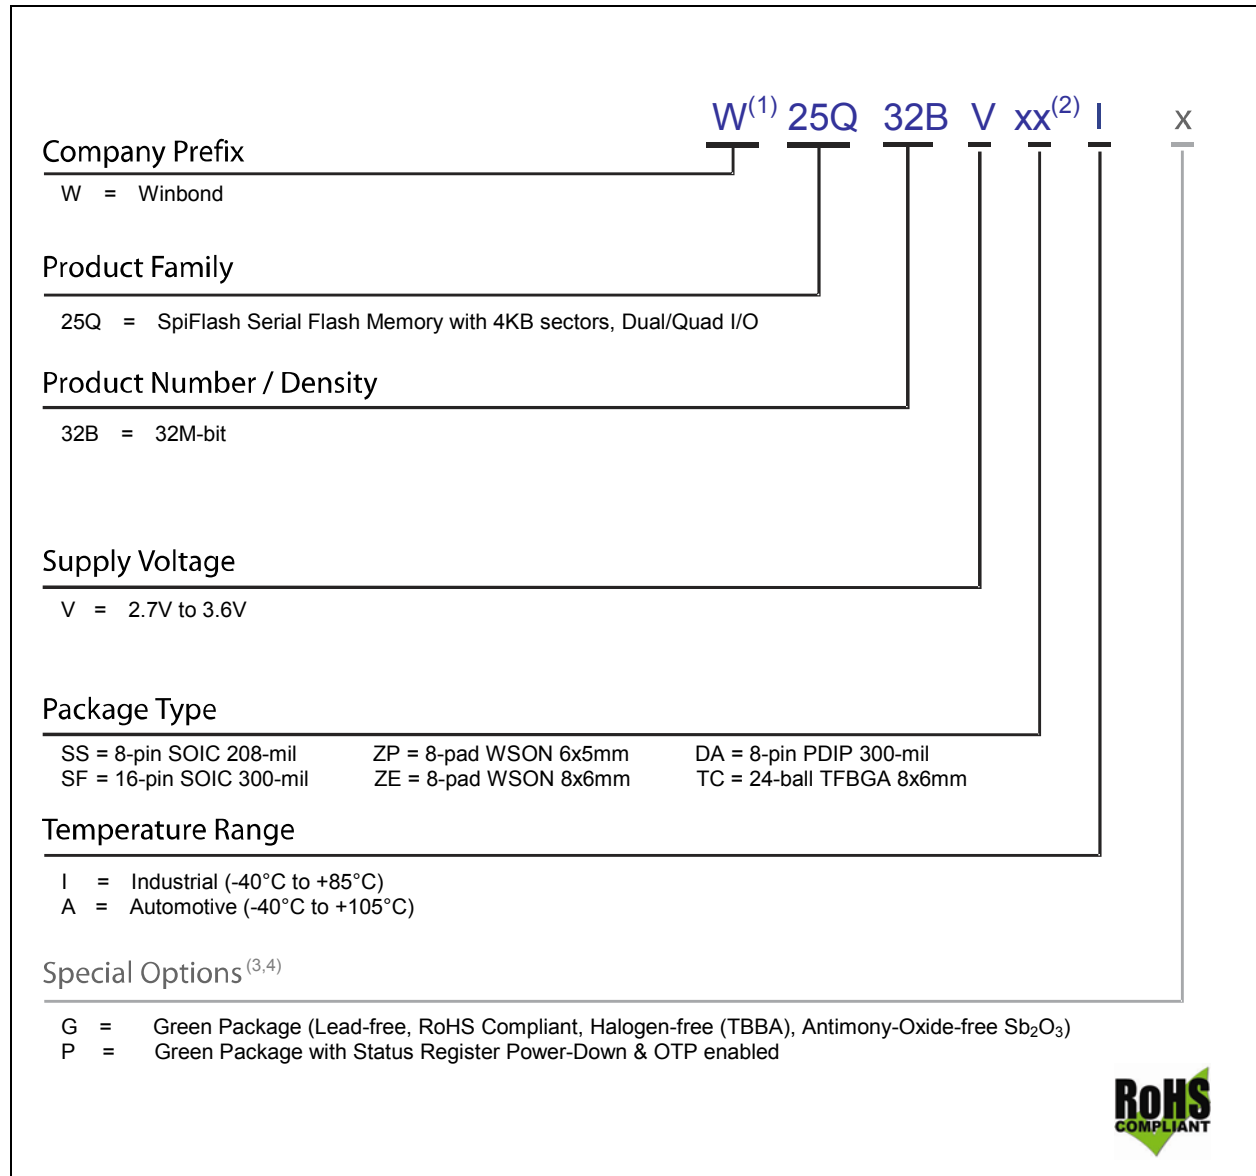 W(1) 25Q 32B V xx(2) I x
Company Prefix
W = Winbond
Product Family
25Q = SpiFlash Serial Flash Memory with 4KB sectors, Dual/Quad I/O
Product Number / Density
32B = 32M-bit
Supply Voltage
V = 2.7V to 3.6V
Package Type
SS = 8-pin SOIC 208-mil ZP = 8-pad WSON 6x5mm DA = 8-pin PDIP 300-mil
SF = 16-pin SOIC 300-mil ZE = 8-pad WSON 8x6mm TC = 24-ball TFBGA 8x6mm
Temperature Range
I = Industrial (-40°C to +85°C)
A = Automotive (-40°C to +105°C)
Special Options (3,4)
G = Green Package (Lead-free, RoHS Compliant, Halogen-free (TBBA), Antimony-Oxide-free Sb2O3)
P = Green Package with Status Register Power-Down & OTP enabled
RoHS
COMPLIANT